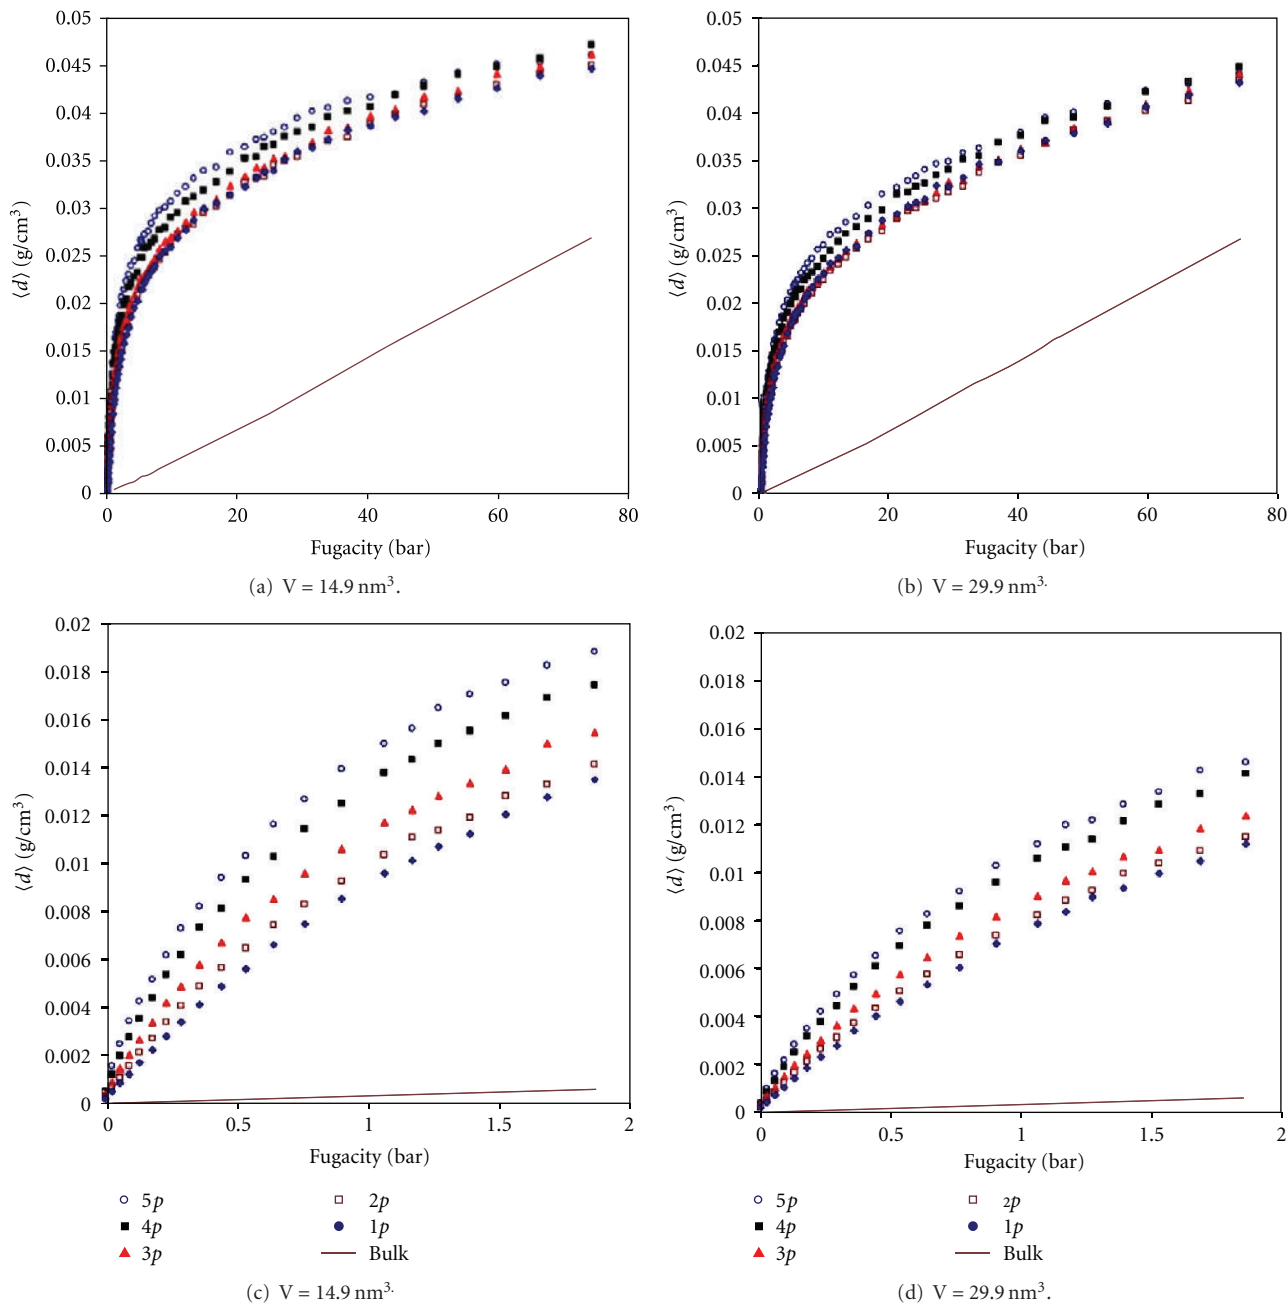 0.05
0.045
0.04
0.035
0.03
0.025
0.02
0.015
0.01
0.005
0
0 20 40 60 80
⟨d⟩ (g/cm³)
Fugacity (bar)
(a) V = 14.9 nm³.
0.05
0.045
0.04
0.035
0.03
0.025
0.02
0.015
0.01
0.005
0
0 20 40 60 80
⟨d⟩ (g/cm³)
Fugacity (bar)
(b) V = 29.9 nm³.
0.02
0.018
0.016
0.014
0.012
0.01
0.008
0.006
0.004
0.002
0
0 0.5 1 1.5 2
⟨d⟩ (g/cm³)
Fugacity (bar)
5p 2p
4p 1p
3p Bulk
(c) V = 14.9 nm³.
0.02
0.018
0.016
0.014
0.012
0.01
0.008
0.006
0.004
0.002
0
0 0.5 1 1.5 2
⟨d⟩ (g/cm³)
Fugacity (bar)
5p 2p
4p 1p
3p Bulk
(d) V = 29.9 nm³.